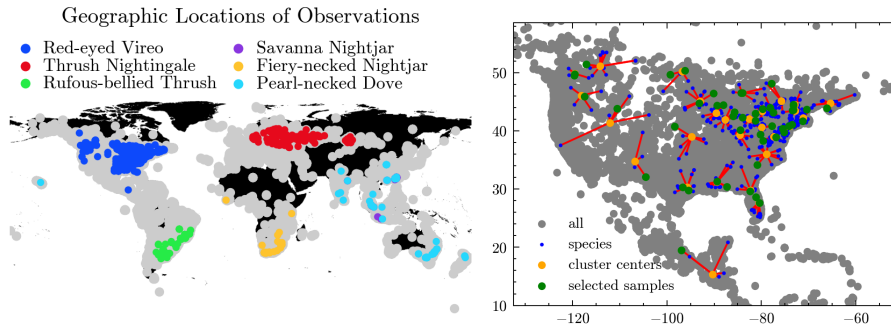 Geographic Locations of Observations
Red-eyed Vireo
Thrush Nightingale
Rufous-bellied Thrush
Savanna Nightjar
Fiery-necked Nightjar
Pearl-necked Dove
50
40
30
20
10
all
species
cluster centers
selected samples
−120
−100
−80
−60